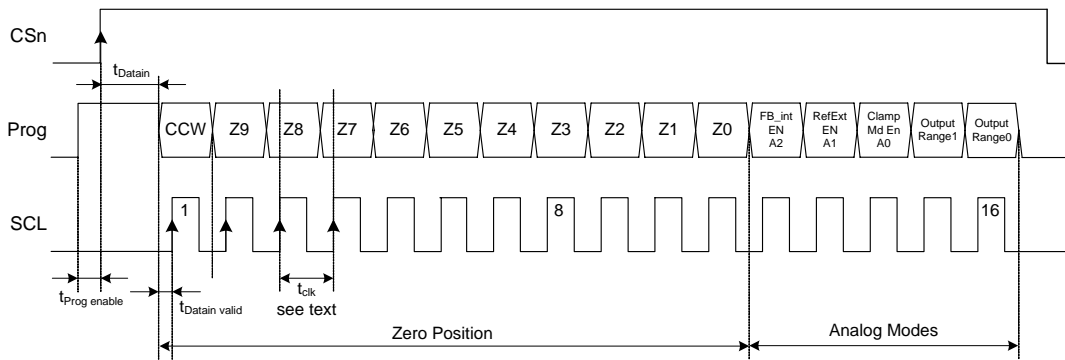 CSn
tDatain
Prog
CCW Z9 Z8 Z7 Z6 Z5 Z4 Z3 Z2 Z1 Z0
FB_int
EN
A2
RefExt
EN
A1
Clamp
Md En
A0
Output
Range1
Output
Range0
SCL
1 8 16
tProg enable
tDatain valid
tclk
see text
Zero Position
Analog Modes